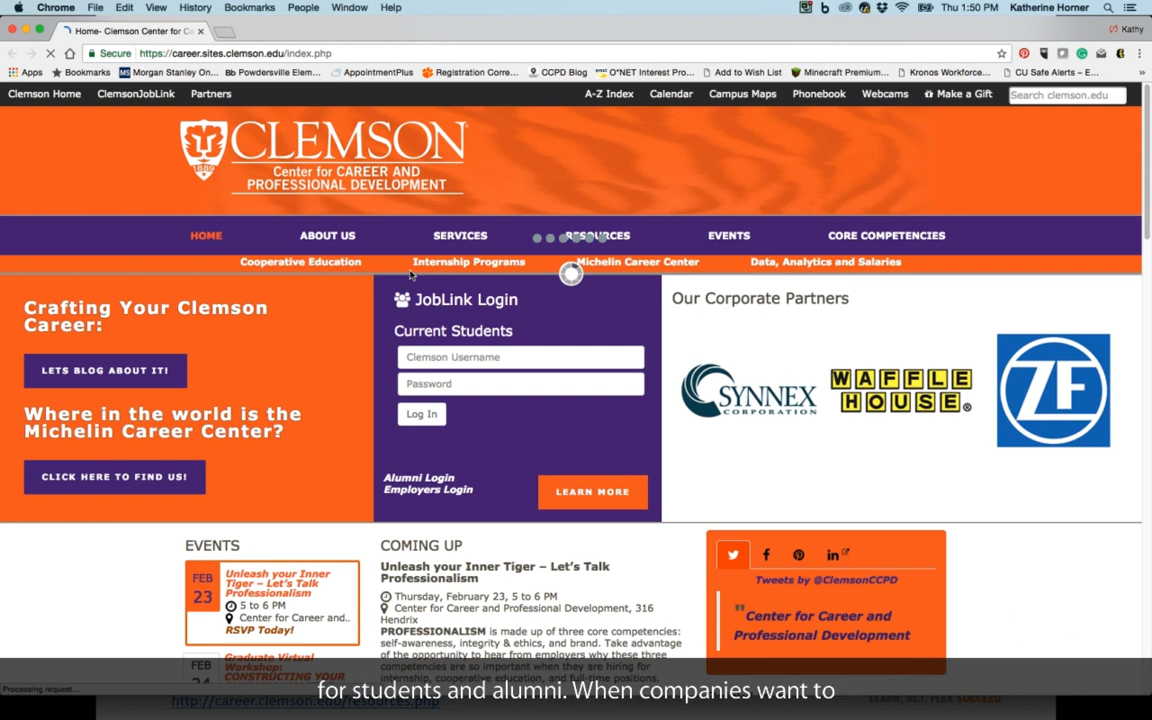 Chrome File Edit View History Bookmarks People Window Help
Thu 1:50 PM Katherine Horner
Home- Clemson Center for C
Kathy
Secure https://career.sites.clemson.edu/index.php
Apps Bookmarks Morgan Stanley On... Bb Powdersville Elem... AppointmentPlus Registration Corre... CCPD Blog O*NET Interest Pro... Add to Wish List Minecraft Premium... Kronos Workforce... CU Safe Alerts – E... »
Clemson Home ClemsonJobLink Partners A-Z Index Calendar Campus Maps Phonebook Webcams Make a Gift Search clemson.edu
CLEMSON
Center for CAREER AND
PROFESSIONAL DEVELOPMENT
1889
HOME ABOUT US SERVICES RESOURCES EVENTS CORE COMPETENCIES
Cooperative Education Internship Programs Michelin Career Center Data, Analytics and Salaries
Crafting Your Clemson
Career:
LETS BLOG ABOUT IT!
Where in the world is the
Michelin Career Center?
CLICK HERE TO FIND US!
JobLink Login
Current Students
Clemson Username
Password
Log In
Alumni Login
Employers Login
LEARN MORE
Our Corporate Partners
SYNNEX
CORPORATION
WAFFLE
HOUSE
ZF
EVENTS
FEB
23
Unleash your Inner
Tiger – Let's Talk
Professionalism
5 to 6 PM
Center for Career and..
RSVP Today!
FEB
24
Graduate Virtual
Workshop:
CONSTRUCTING YOUR
COMING UP
Unleash your Inner Tiger – Let's Talk
Professionalism
Thursday, February 23, 5 to 6 PM
Center for Career and Professional Development, 316
Hendrix
PROFESSIONALISM is made up of three core competencies:
self-awareness, integrity & ethics, and brand. Take advantage
of the opportunity to hear from employers why these three
competencies are so important when they are hiring for
internship, cooperative education, and full-time positions.
Tweets by @ClemsonCCPD
"Center for Career and
Professional Development
Processing request...
for students and alumni. When companies want to
http://career.clemson.edu/resources.php
LEARN, ACT, FLEX SUCCEED